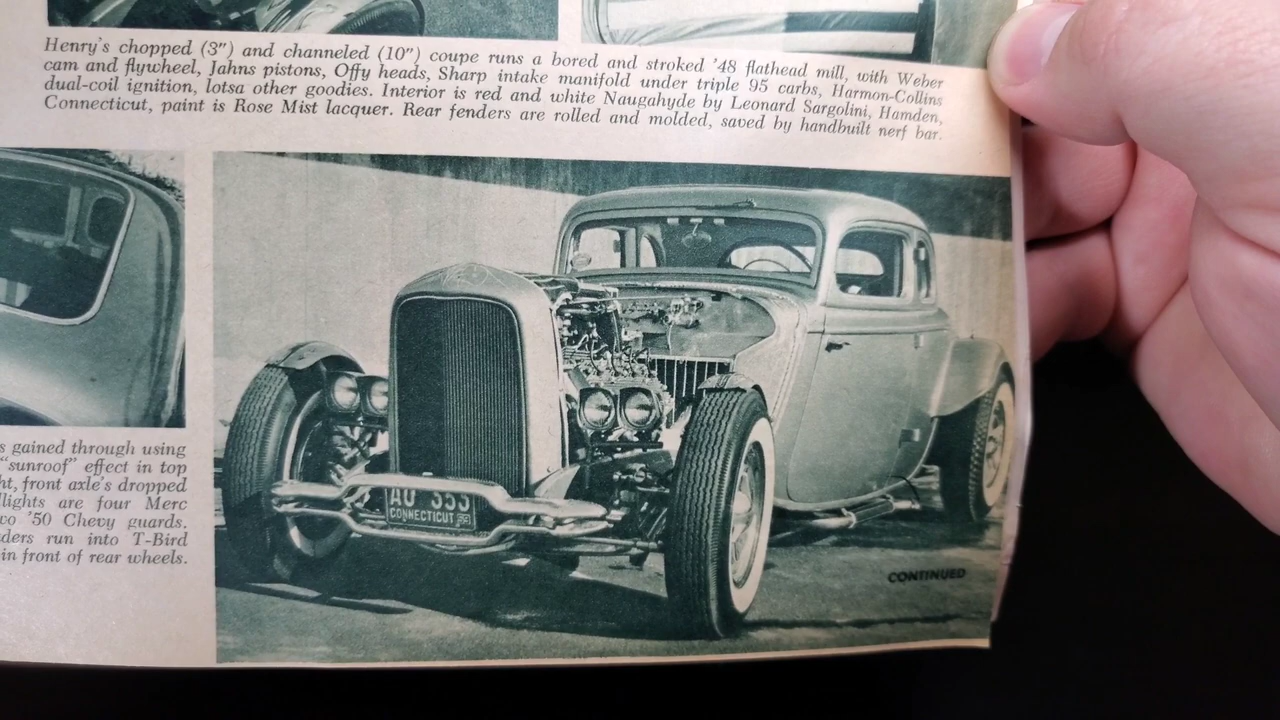 Henry's chopped (3") and channeled (10") coupe runs a bored and stroked '48 flathead mill, with Weber
cam and flywheel, Jahns pistons, Offy heads, Sharp intake manifold under triple 95 carbs, Harmon-Collins
dual-coil ignition, lotsa other goodies. Interior is red and white Naugahyde by Leonard Sargolini, Hamden,
Connecticut, paint is Rose Mist lacquer. Rear fenders are rolled and molded, saved by handbuilt nerf bar.
s gained through using
"sunroof" effect in top
ht, front axle's dropped
llights are four Merc
vo '50 Chevy guards.
ders run into T-Bird
in front of rear wheels.
AU 353
CONNECTICUT
CONTINUED